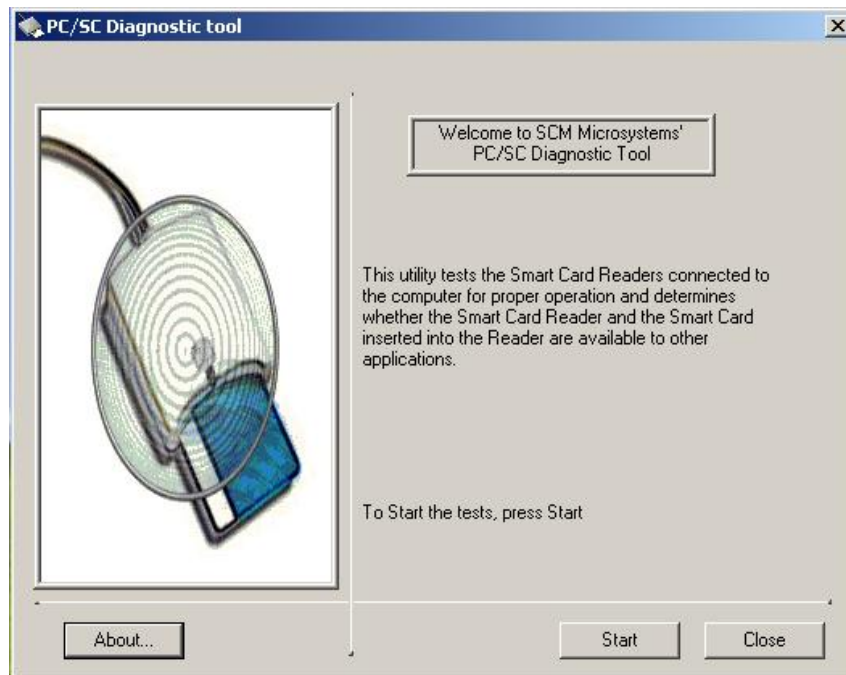 PC/SC Diagnostic tool
Welcome to SCM Microsystems'
PC/SC Diagnostic Tool
This utility tests the Smart Card Readers connected to
the computer for proper operation and determines
whether the Smart Card Reader and the Smart Card
inserted into the Reader are available to other
applications.
To Start the tests, press Start
About...
Start
Close